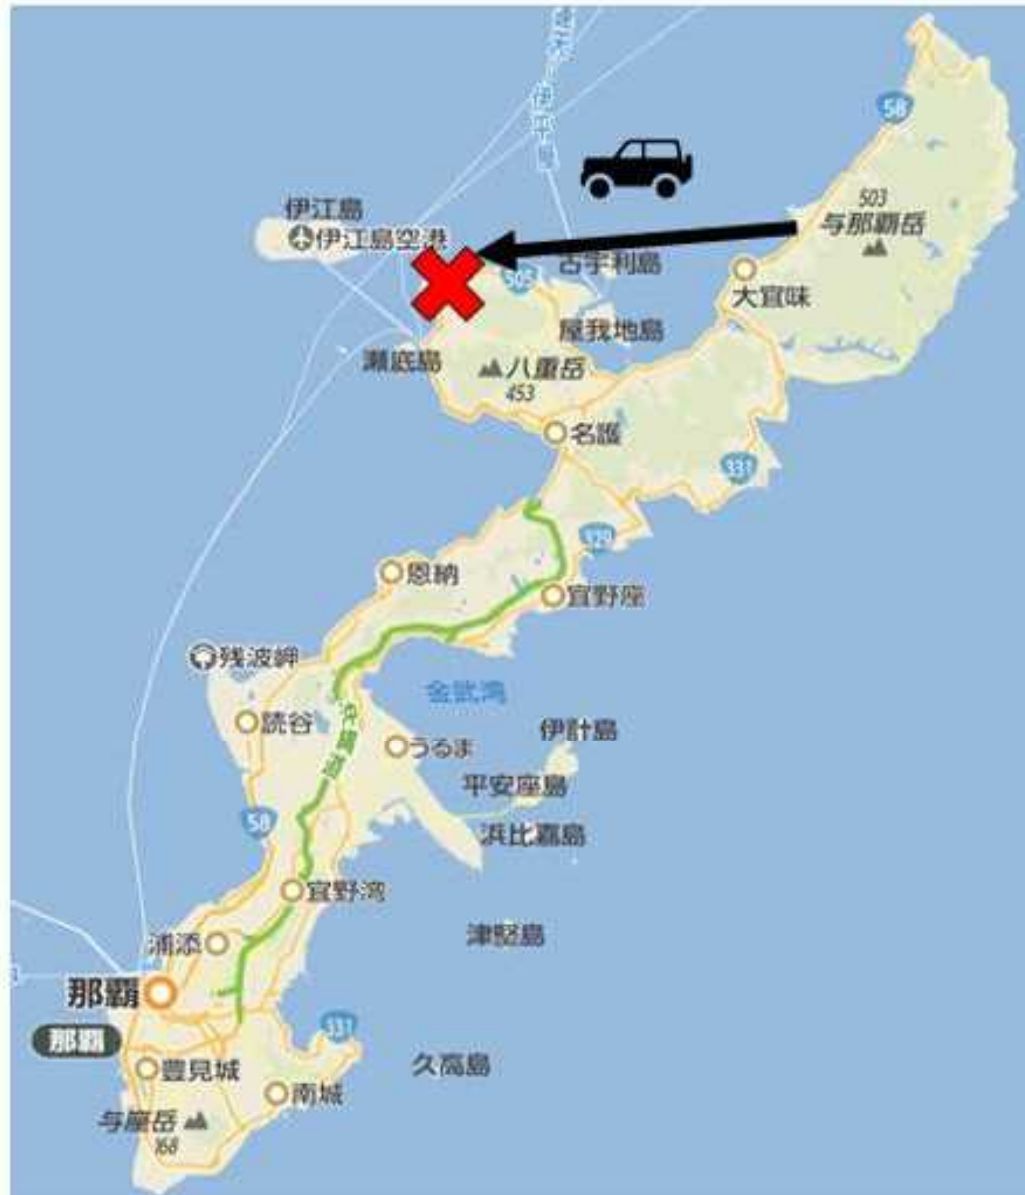 伊平屋
58
503
与那覇岳
伊江島
伊江島空港
古宇利島
505
大宜味
屋我地島
瀬底島
八重岳
453
名護
331
329
恩納
宜野座
残波岬
金武湾
読谷
うるま
伊計島
平安座島
58
浜比嘉島
宜野湾
津堅島
浦添
那覇
那覇
331
久高島
豊見城
南城
与座岳
168